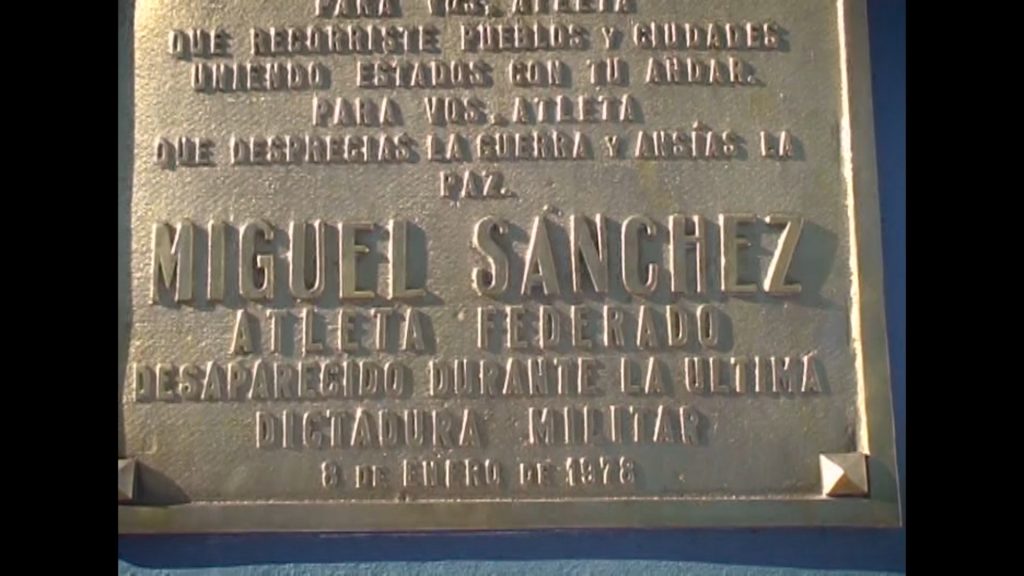 PARA VOS, ATLETA
QUE RECORRISTE PUEBLOS Y CIUDADES
UNIENDO ESTADOS CON TU ANDAR.
PARA VOS, ATLETA
QUE DESPRECIAS LA GUERRA Y ANSÍAS LA
PAZ.
MIGUEL SÁNCHEZ
ATLETA FEDERADO
DESAPARECIDO DURANTE LA ULTIMA
DICTADURA MILITAR
8 DE ENERO DE 1978